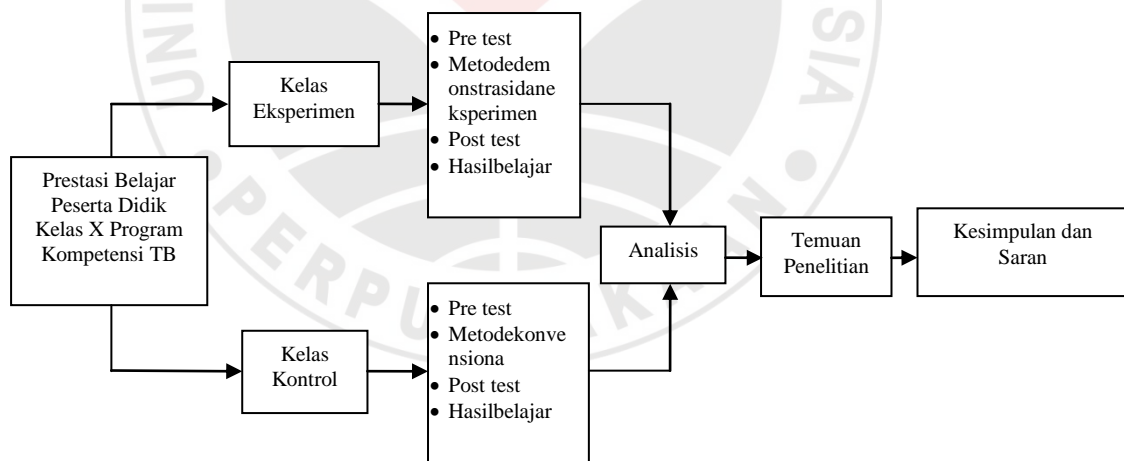 Prestasi Belajar
Peserta Didik
Kelas X Program
Kompetensi TB
Kelas
Eksperimen
• Pre test
• Metodedem
onstrasidane
ksperimen
• Post test
• Hasilbelajar
Kelas
Kontrol
• Pre test
• Metodekonve
nsiona
• Post test
• Hasilbelajar
Analisis
Temuan
Penelitian
Kesimpulan dan
Saran